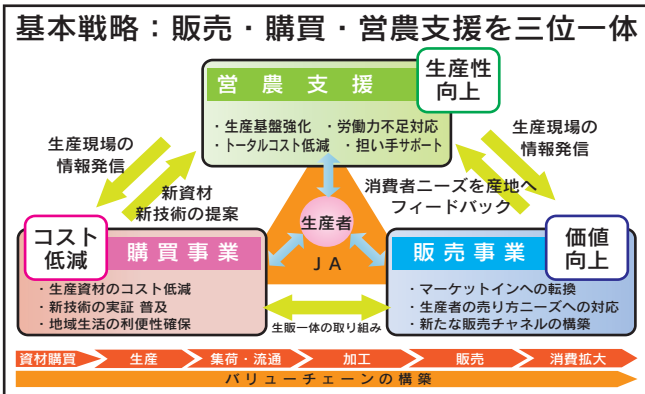 基本戦略：販売・購買・営農支援を三位一体
営農支援
生産性
向上
・生産基盤強化 ・労働力不足対応
・トータルコスト低減 ・担い手サポート
生産現場の
情報発信
生産現場の
情報発信
新資材
新技術の提案
消費者ニーズを産地へ
フィードバック
生産者
JA
コスト
低減
購買事業
・生産資材のコスト低減
・新技術の実証 普及
・地域生活の利便性確保
販売事業
価値
向上
・マーケットインへの転換
・生産者の売り方ニーズへの対応
・新たな販売チャネルの構築
生販一体の取り組み
資材購買 生産 集荷・流通 加工 販売 消費拡大
バリューチェーンの構築